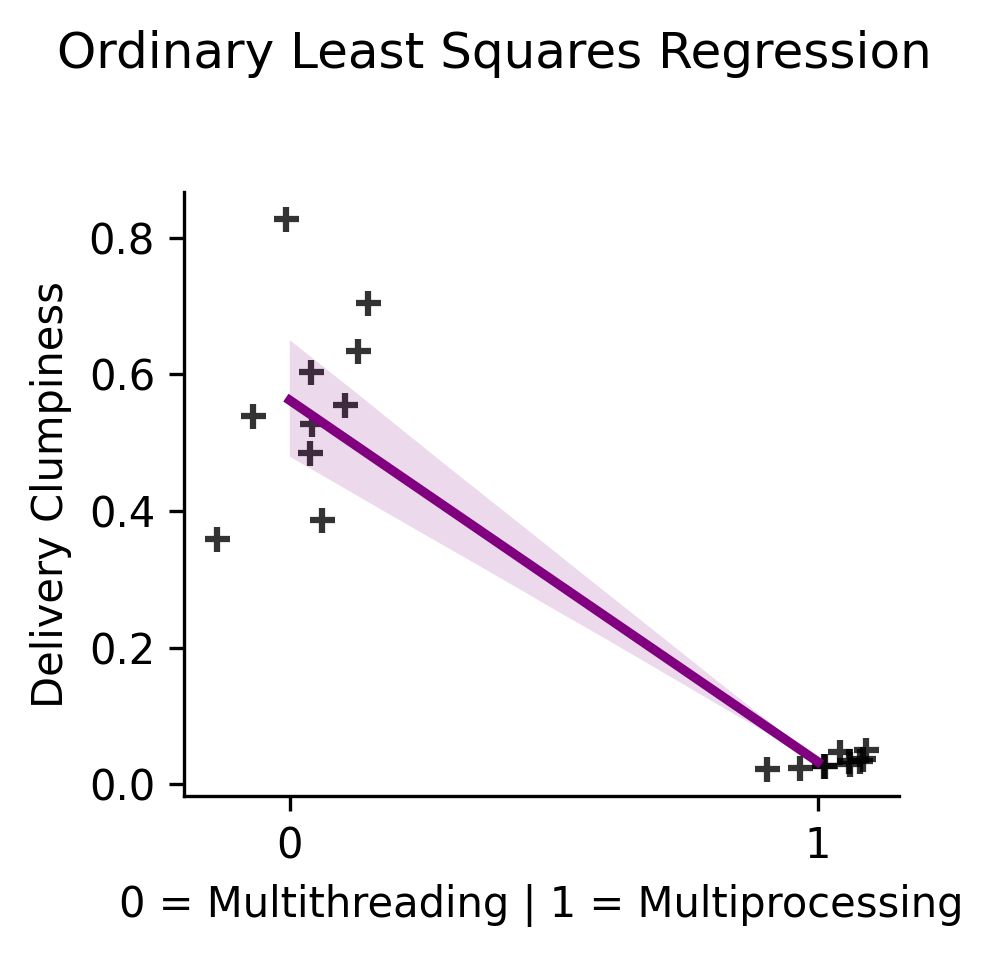 Ordinary Least Squares Regression
Delivery Clumpiness
0.8
0.6
0.4
0.2
0.0
0
1
0 = Multithreading | 1 = Multiprocessing